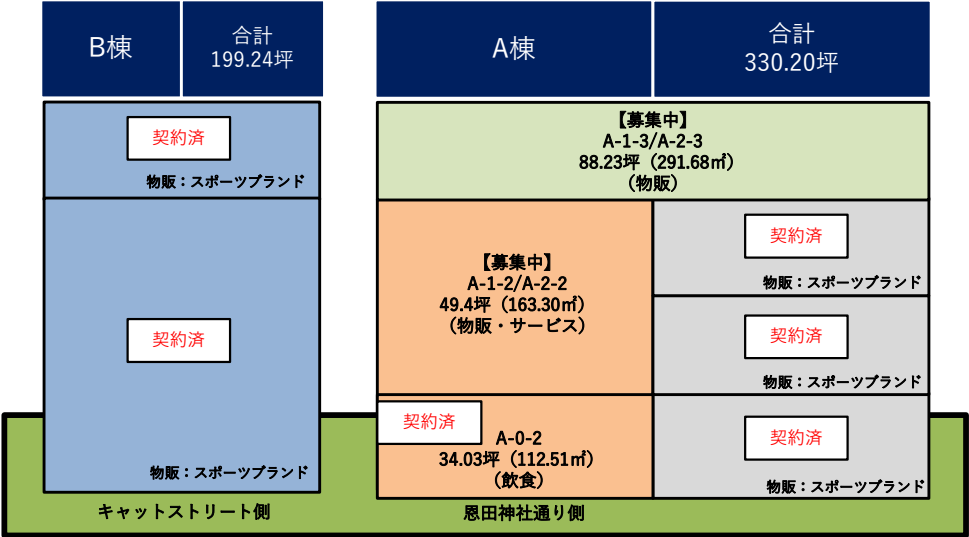 B棟
合計
199.24坪
契約済
物販：スポーツブランド
契約済
物販：スポーツブランド
キャットストリート側
A棟
合計
330.20坪
【募集中】
A-1-3/A-2-3
88.23坪（291.68㎡）
（物販）
【募集中】
A-1-2/A-2-2
49.4坪（163.30㎡）
（物販・サービス）
契約済
物販：スポーツブランド
契約済
物販：スポーツブランド
契約済
A-0-2
34.03坪（112.51㎡）
（飲食）
契約済
物販：スポーツブランド
恩田神社通り側